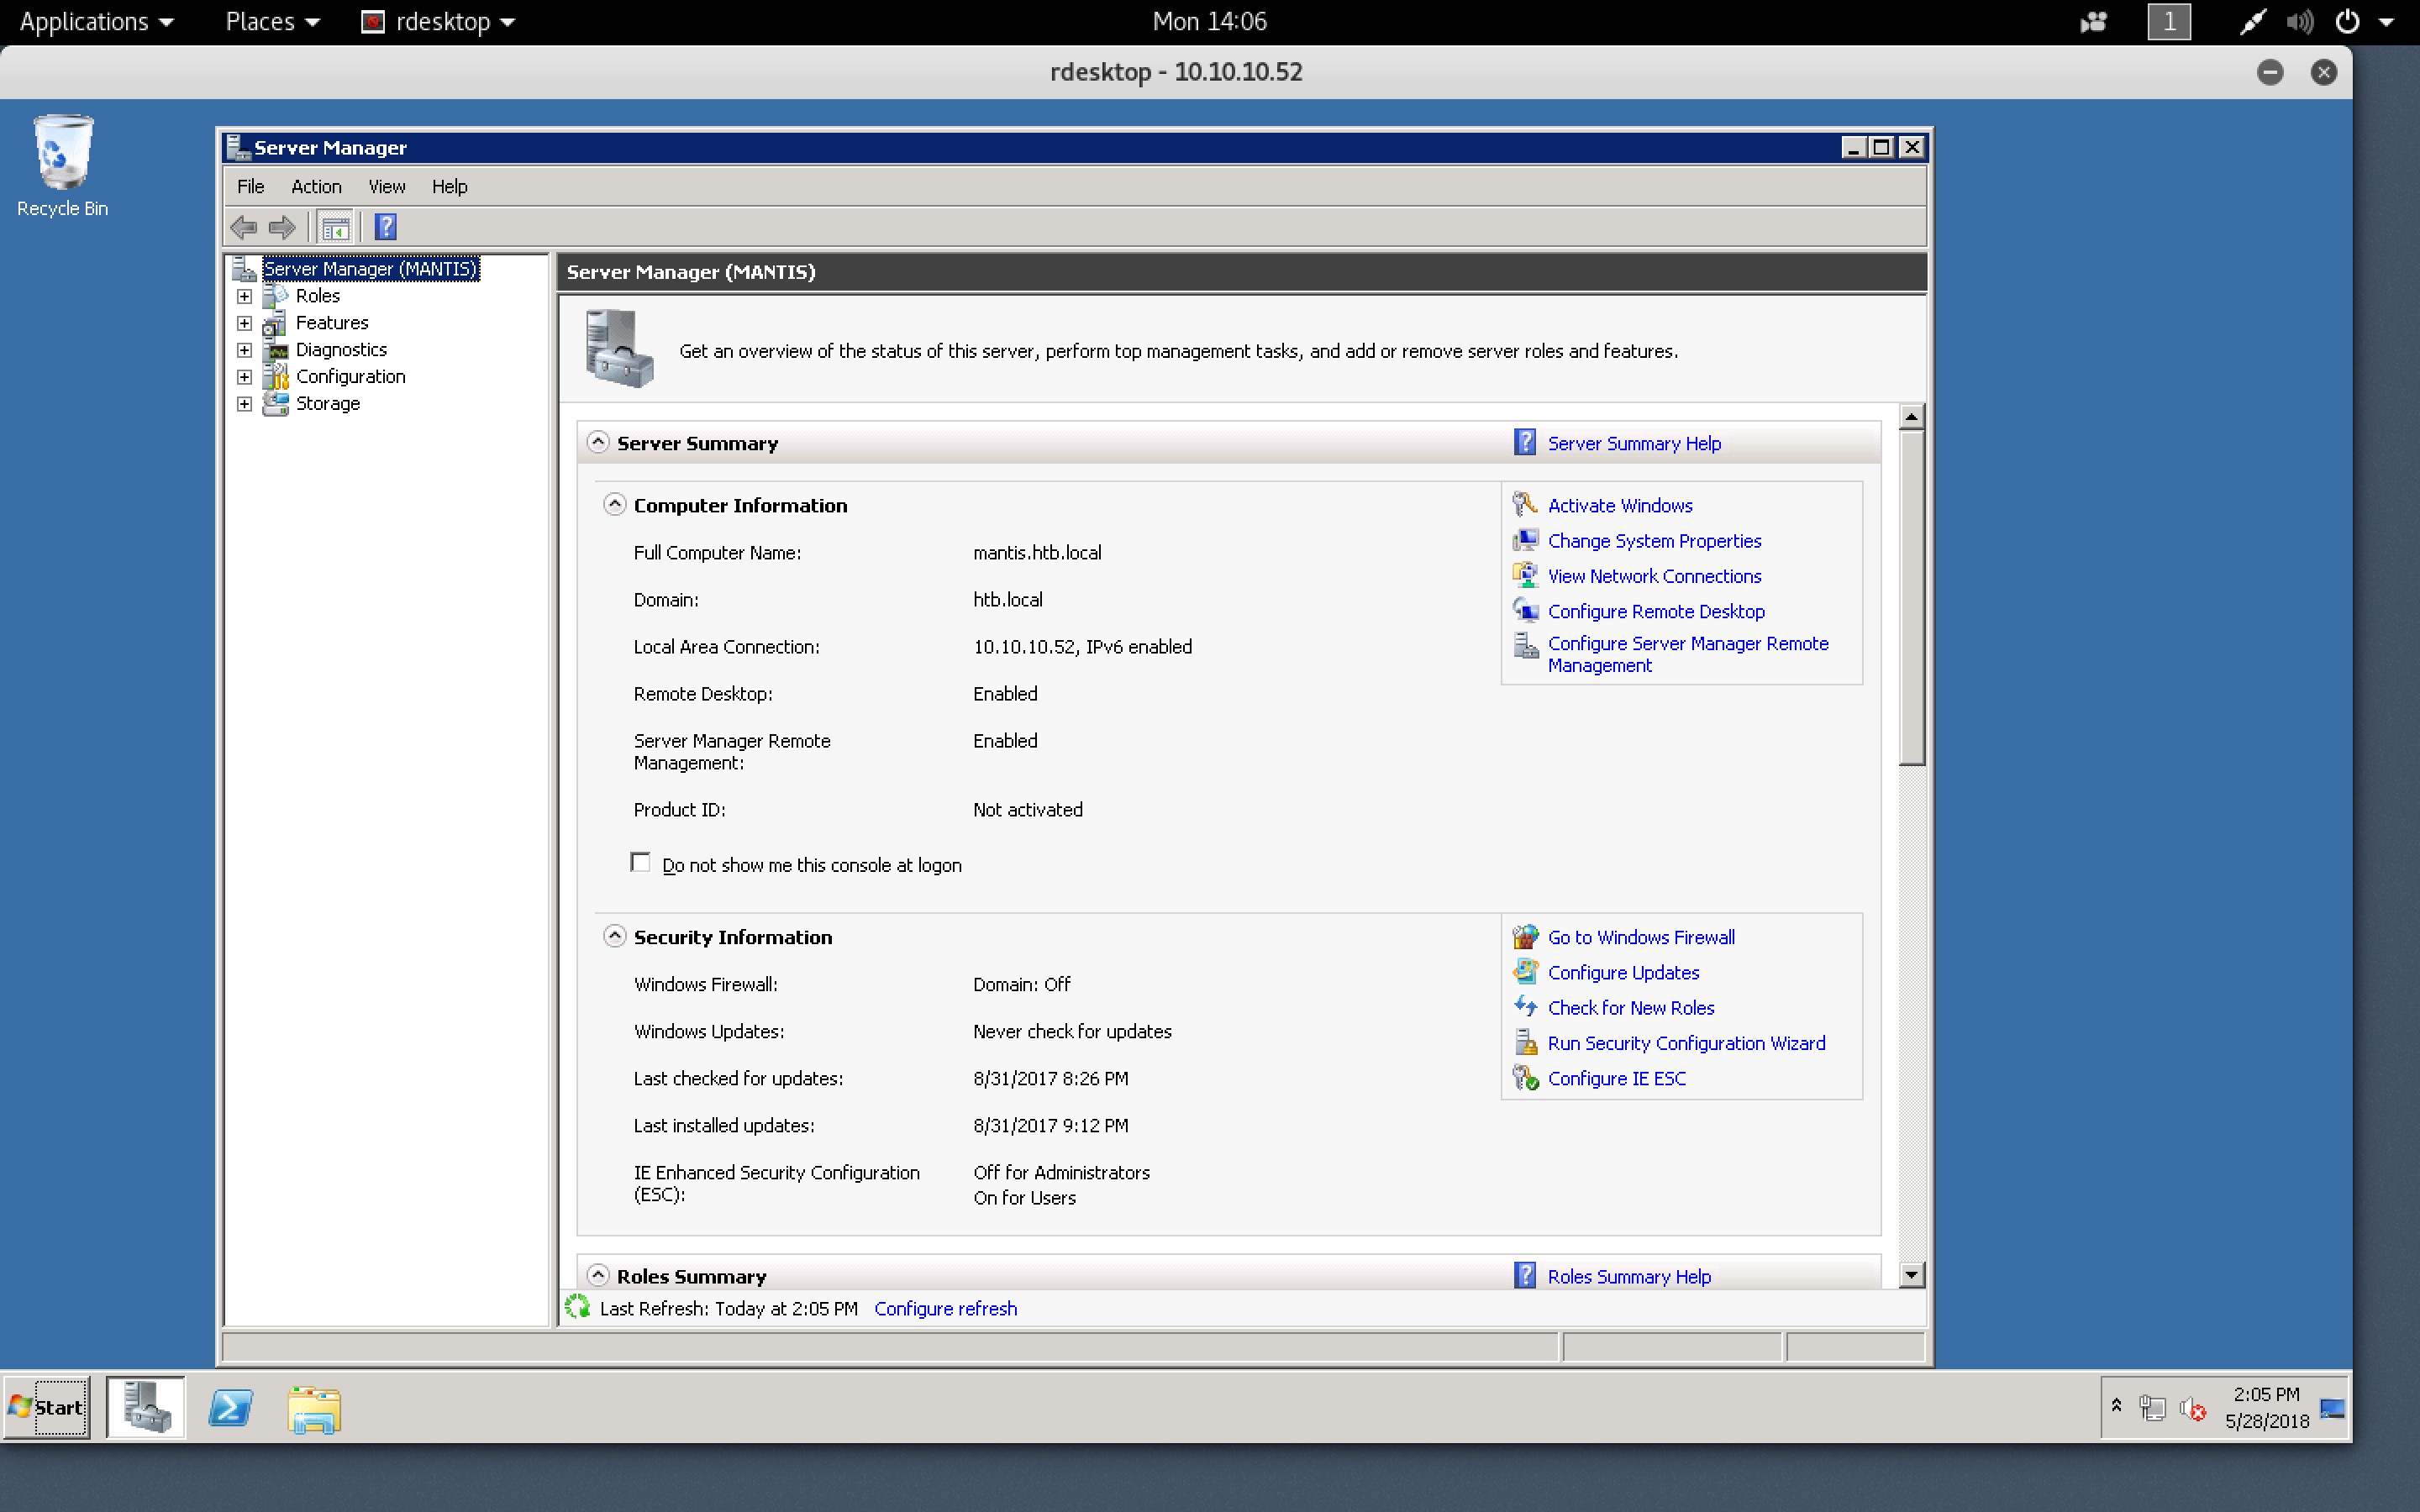 Applications Places rdesktop Mon 14:06 1
rdesktop - 10.10.10.52
Recycle Bin
Server Manager
File Action View Help
Server Manager (MANTIS)
Roles
Features
Diagnostics
Configuration
Storage
Server Manager (MANTIS)
Get an overview of the status of this server, perform top management tasks, and add or remove server roles and features.
Server Summary
Server Summary Help
Computer Information
Full Computer Name: mantis.htb.local
Domain: htb.local
Local Area Connection: 10.10.10.52, IPv6 enabled
Remote Desktop: Enabled
Server Manager Remote Enabled
Management:
Product ID: Not activated
Do not show me this console at logon
Activate Windows
Change System Properties
View Network Connections
Configure Remote Desktop
Configure Server Manager Remote
Management
Security Information
Windows Firewall: Domain: Off
Windows Updates: Never check for updates
Last checked for updates: 8/31/2017 8:26 PM
Last installed updates: 8/31/2017 9:12 PM
IE Enhanced Security Configuration Off for Administrators
(ESC): On for Users
Go to Windows Firewall
Configure Updates
Check for New Roles
Run Security Configuration Wizard
Configure IE ESC
Roles Summary
Roles Summary Help
Last Refresh: Today at 2:05 PM Configure refresh
Start
2:05 PM
5/28/2018